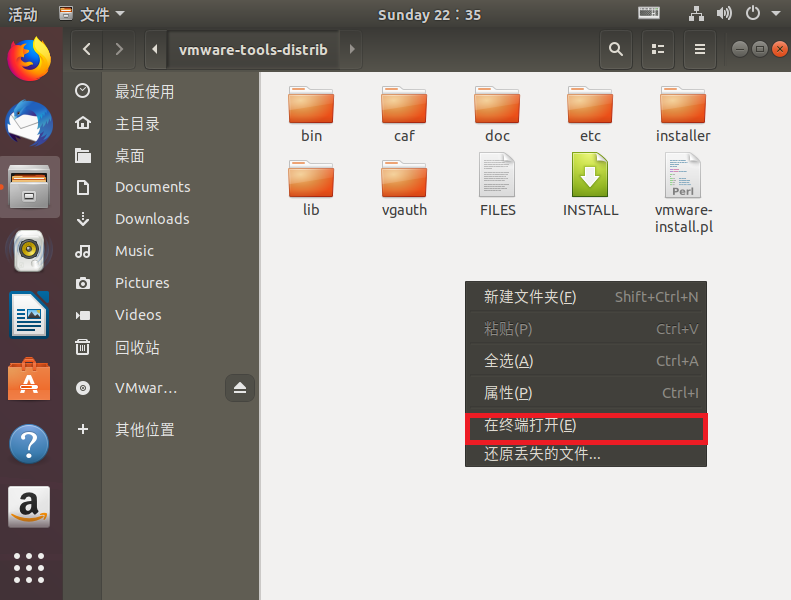 活动 文件 Sunday 22：35
vmware-tools-distrib
最近使用
主目录
桌面
Documents
Downloads
Music
Pictures
Videos
回收站
VMwar...
其他位置
bin caf doc etc installer
lib vgauth FILES INSTALL vmware-
install.pl
Perl
新建文件夹(F) Shift+Ctrl+N
粘贴(P) Ctrl+V
全选(A) Ctrl+A
属性(P) Ctrl+I
在终端打开(E)
还原丢失的文件...